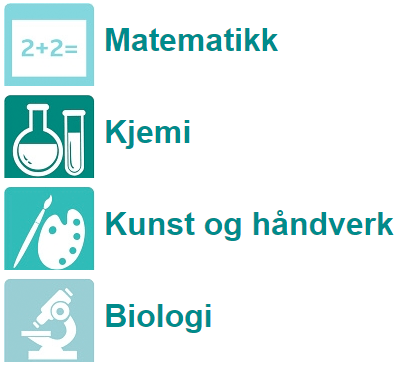 2+2=
Matematikk
Kjemi
Kunst og håndverk
Biologi